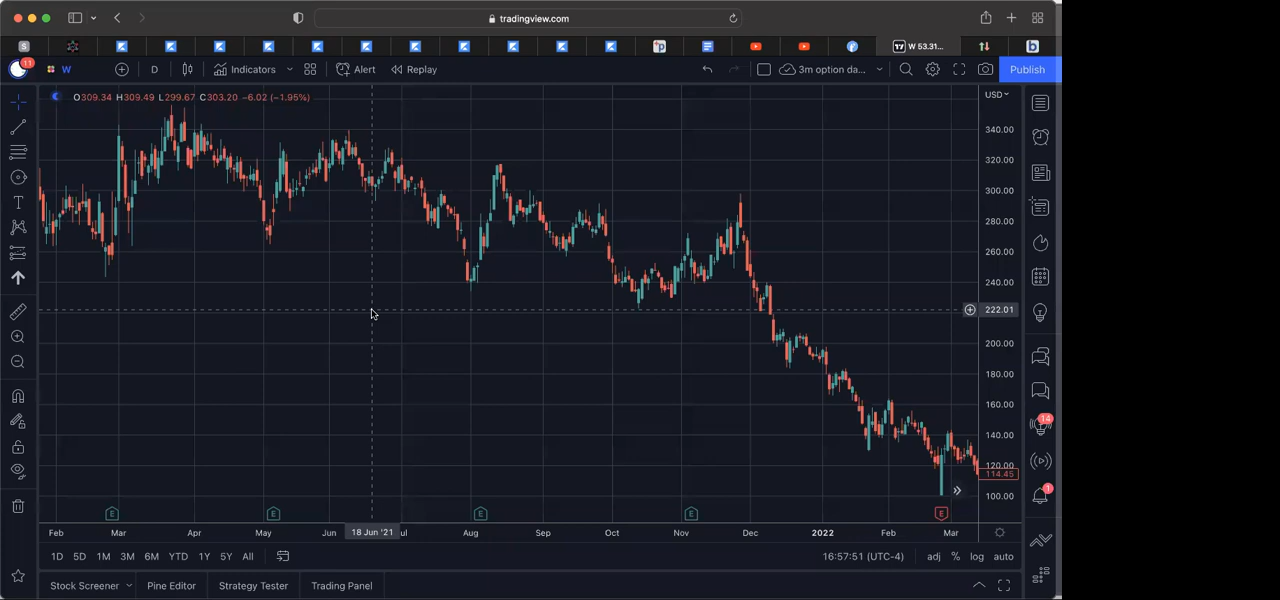 tradingview.com
S
W 53.31...
11
W
D
Indicators
Alert
Replay
3m option da...
Publish
O309.34 H309.49 L299.67 C303.20 −6.02 (−1.95%)
USD
340.00
320.00
300.00
280.00
260.00
240.00
222.01
200.00
180.00
160.00
140.00
120.00
114.45
100.00
14
1
E
E
E
E
E
Feb
Mar
Apr
May
Jun
18 Jun '21
ul
Aug
Sep
Oct
Nov
Dec
2022
Feb
Mar
1D 5D 1M 3M 6M YTD 1Y 5Y All
16:57:51 (UTC-4)
adj % log auto
Stock Screener Pine Editor Strategy Tester Trading Panel